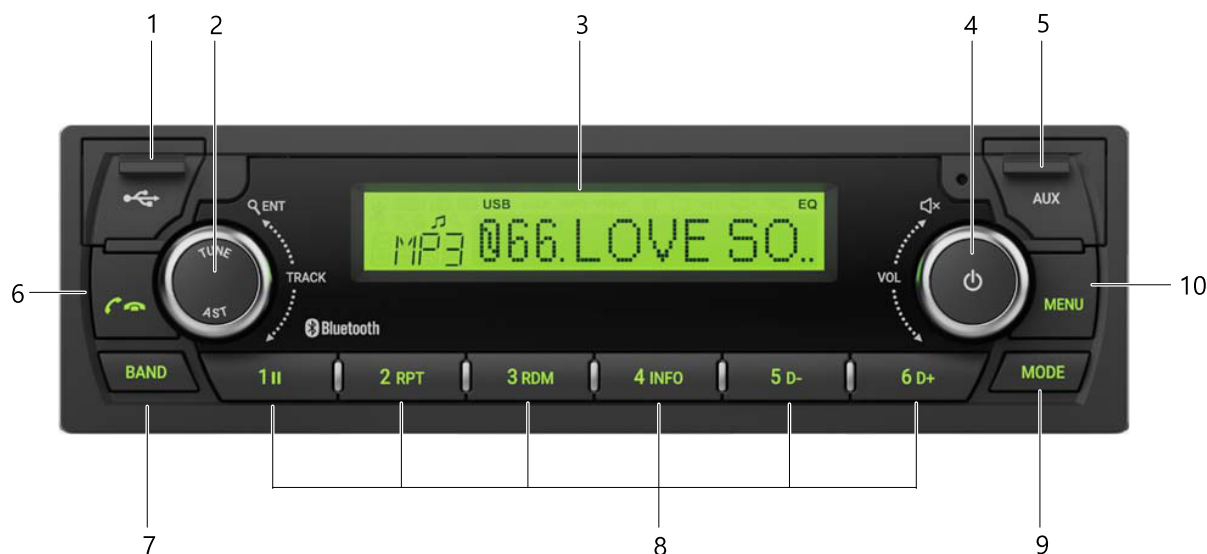 1 2 3 4 5
USB EQ
AUX
ENT
MP3 @66. LOVE SO..
TUNE
TRACK VOL
6 10
AST
MENU
Bluetooth
BAND 1 2 RPT 3 RDM 4 INFO 5 D- 6 D+ MODE
7 8 9